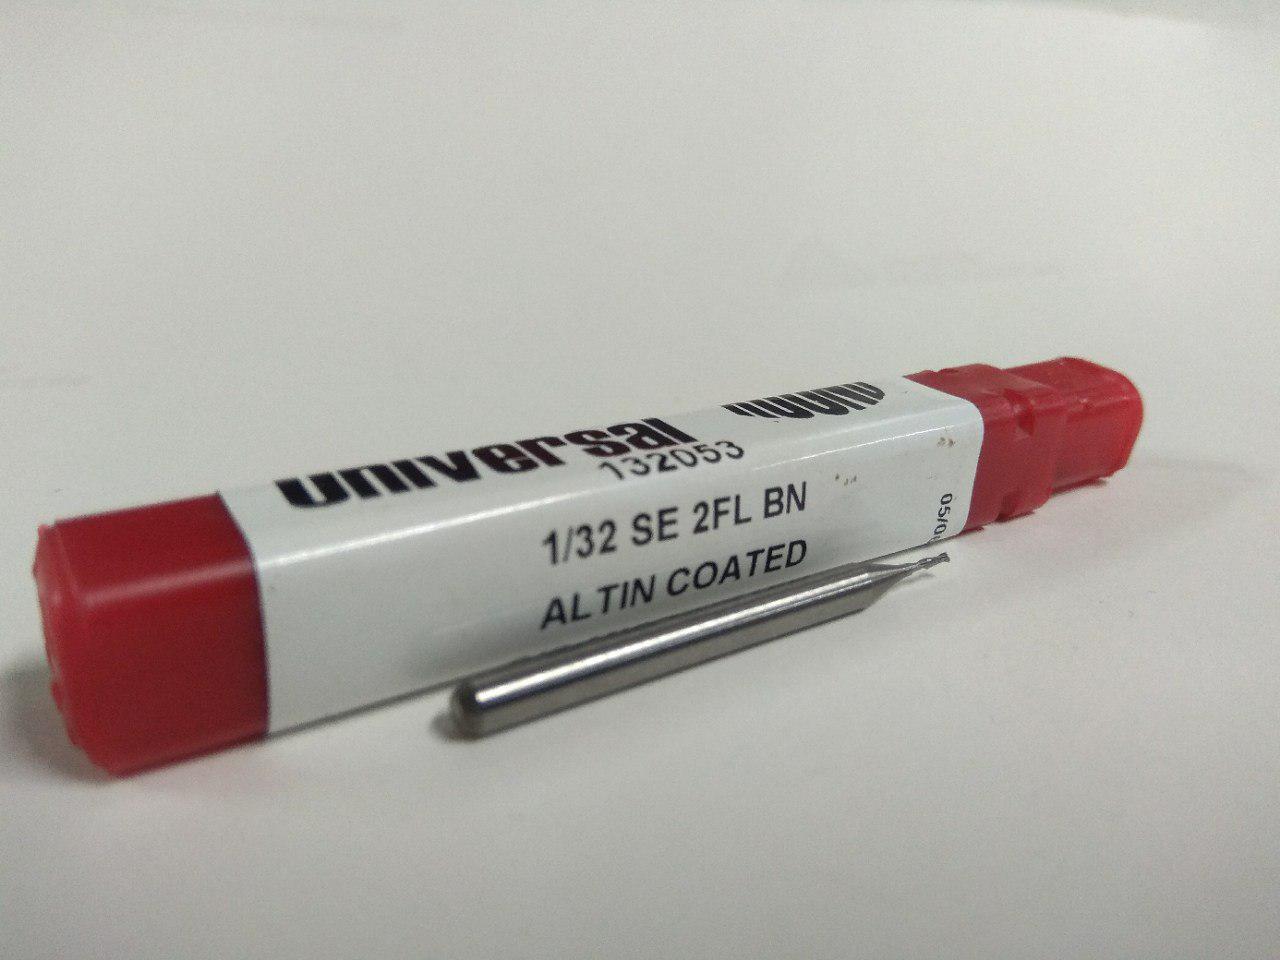 universal
132053
1/32 SE 2FL BN
ALTIN COATED